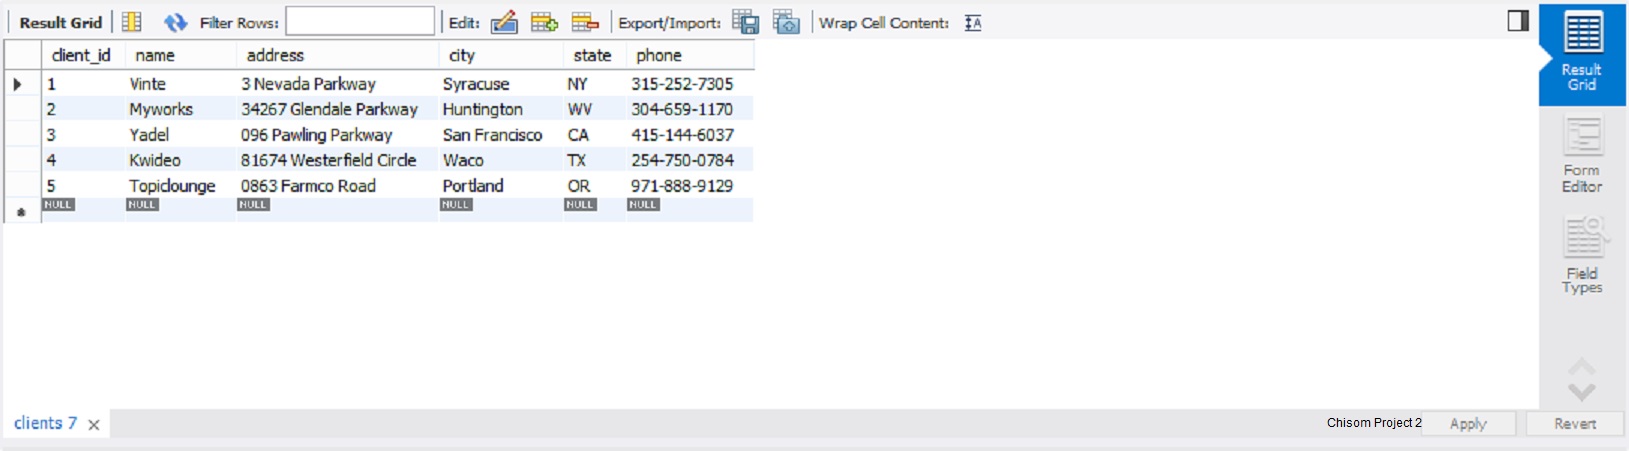 Result Grid Filter Rows: Edit: Export/Import: Wrap Cell Content: A
client_id name address city state phone
1 Vinte 3 Nevada Parkway Syracuse NY 315-252-7305
2 Myworks 34267 Glendale Parkway Huntington WV 304-659-1170
3 Yadel 096 Pawling Parkway San Francisco CA 415-144-6037
4 Kwideo 81674 Westerfield Circle Waco TX 254-750-0784
5 Topiclounge 0863 Farmco Road Portland OR 971-888-9129
NULL NULL NULL NULL NULL NULL
Result
Grid
Form
Editor
Field
Types
clients 7 Chisom Project 2 Apply Revert